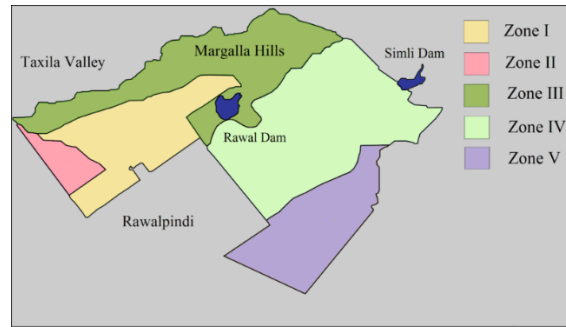 Taxila Valley
Margalla Hills
Simli Dam
Rawal Dam
Rawalpindi
Zone I
Zone II
Zone III
Zone IV
Zone V